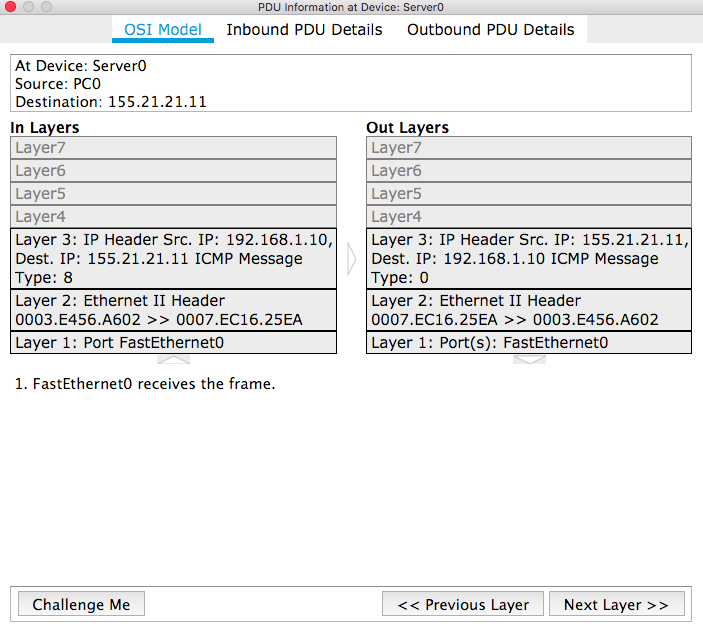 PDU Information at Device: Server0
OSI Model Inbound PDU Details Outbound PDU Details
At Device: Server0
Source: PC0
Destination: 155.21.21.11
In Layers
Layer7
Layer6
Layer5
Layer4
Layer 3: IP Header Src. IP: 192.168.1.10,
Dest. IP: 155.21.21.11 ICMP Message
Type: 8
Layer 2: Ethernet II Header
0003.E456.A602 >> 0007.EC16.25EA
Layer 1: Port FastEthernet0
Out Layers
Layer7
Layer6
Layer5
Layer4
Layer 3: IP Header Src. IP: 155.21.21.11,
Dest. IP: 192.168.1.10 ICMP Message
Type: 0
Layer 2: Ethernet II Header
0007.EC16.25EA >> 0003.E456.A602
Layer 1: Port(s): FastEthernet0
1. FastEthernet0 receives the frame.
Challenge Me << Previous Layer Next Layer >>